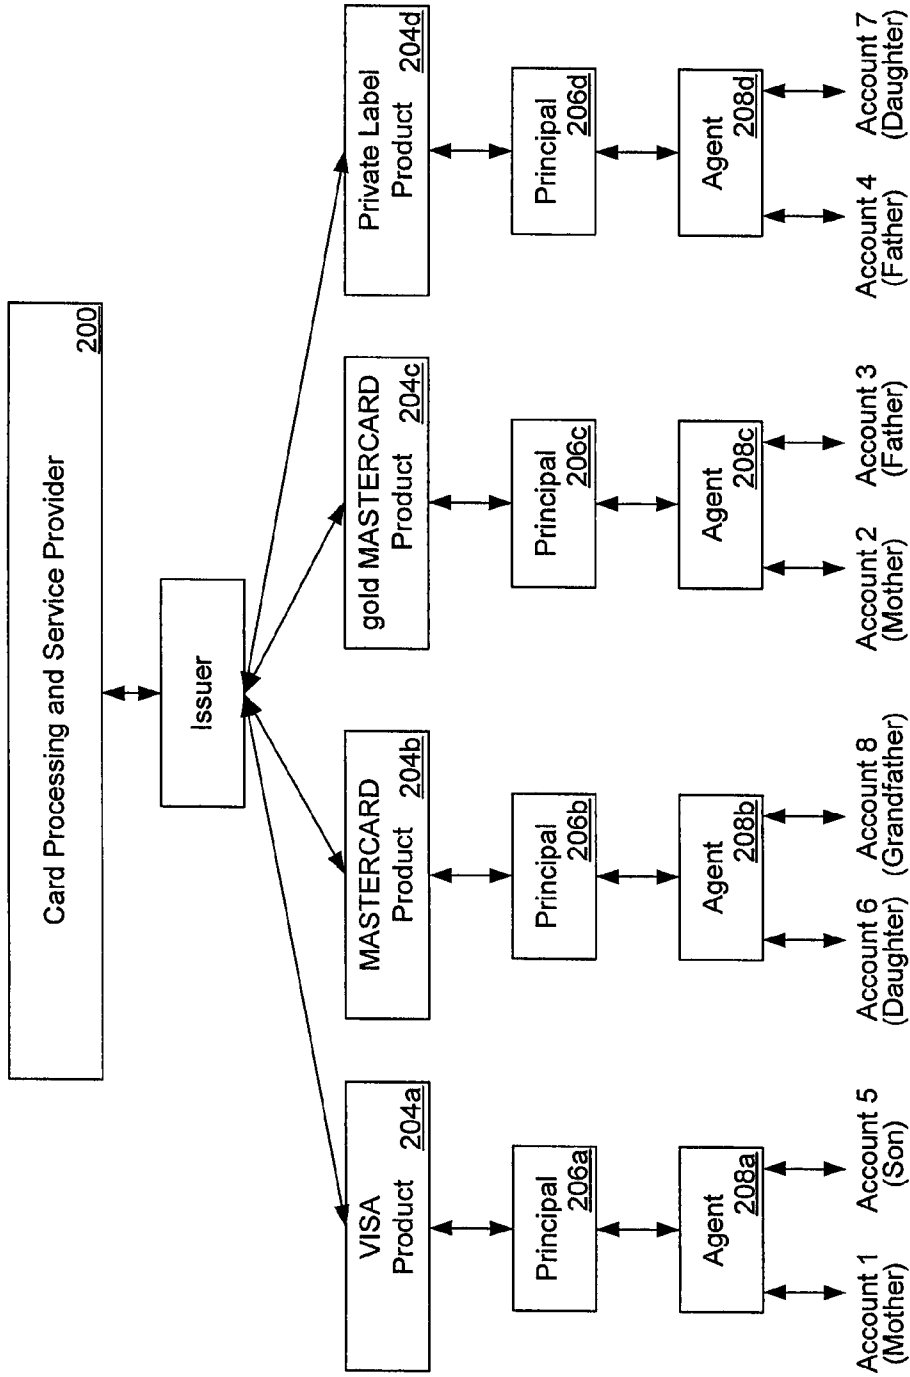 Card Processing and Service Provider
200
Issuer
VISA
Product
204a
MASTERCARD
Product
204b
gold MASTERCARD
Product
204c
Private Label
Product
204d
Principal
206a
Principal
206b
Principal
206c
Principal
206d
Agent
208a
Agent
208b
Agent
208c
Agent
208d
Account 1
(Mother)
Account 5
(Son)
Account 6
(Daughter)
Account 8
(Grandfather)
Account 2
(Mother)
Account 3
(Father)
Account 4
(Father)
Account 7
(Daughter)